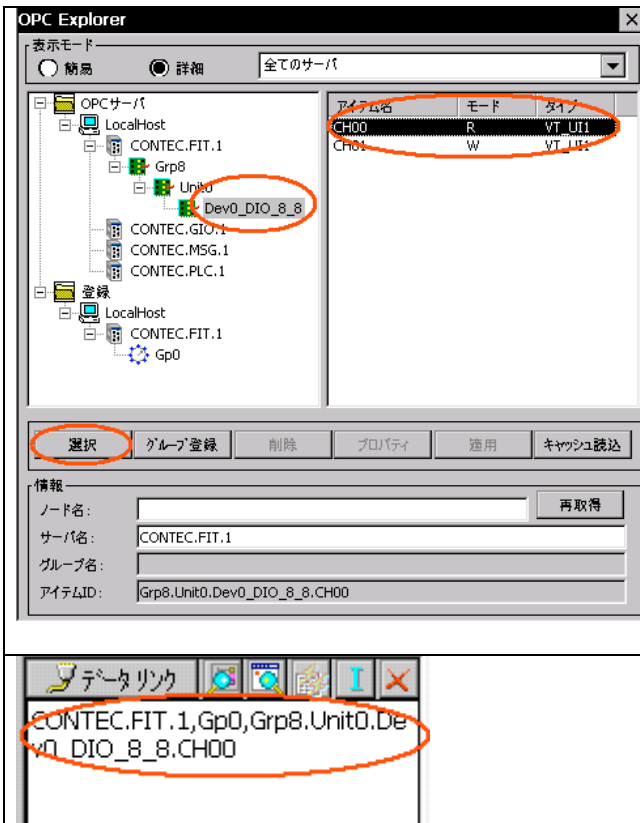 OPC Explorer
表示モード
簡易 詳細 全てのサーバ
OPCサーバ
LocalHost
CONTEC.FIT.1
Grp8
Unit0
Dev0_DIO_8_8
CONTEC.GIO.1
CONTEC.MSG.1
CONTEC.PLC.1
登録
LocalHost
CONTEC.FIT.1
Gp0
アイテム名 モード タイプ
CH00 R VT_UI1
CH01 W VT_UI1
選択 グループ登録 削除 プロパティ 適用 キャッシュ読込
情報
ノード名: 再取得
サーバ名: CONTEC.FIT.1
グループ名:
アイテムID: Grp8.Unit0.Dev0_DIO_8_8.CH00
データリンク
CONTEC.FIT.1,Gp0,Grp8.Unit0.De
v0_DIO_8_8.CH00